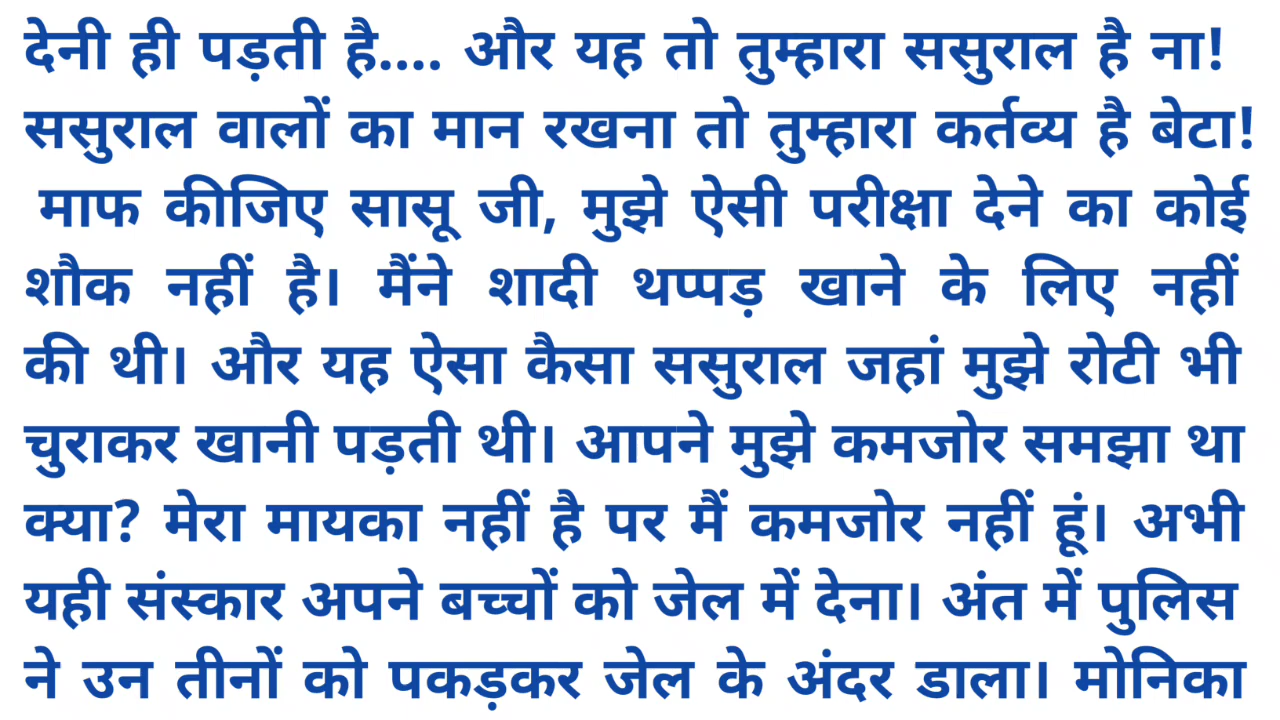 देनी ही पड़ती है.... और यह तो तुम्हारा ससुराल है ना!
ससुराल वालों का मान रखना तो तुम्हारा कर्तव्य है बेटा!
माफ कीजिए सासू जी, मुझे ऐसी परीक्षा देने का कोई
शौक नहीं है। मैंने शादी थप्पड़ खाने के लिए नहीं
की थी। और यह ऐसा कैसा ससुराल जहां मुझे रोटी भी
चुराकर खानी पड़ती थी। आपने मुझे कमजोर समझा था
क्या? मेरा मायका नहीं है पर मैं कमजोर नहीं हूं। अभी
यही संस्कार अपने बच्चों को जेल में देना। अंत में पुलिस
ने उन तीनों को पकड़कर जेल के अंदर डाला। मोनिका